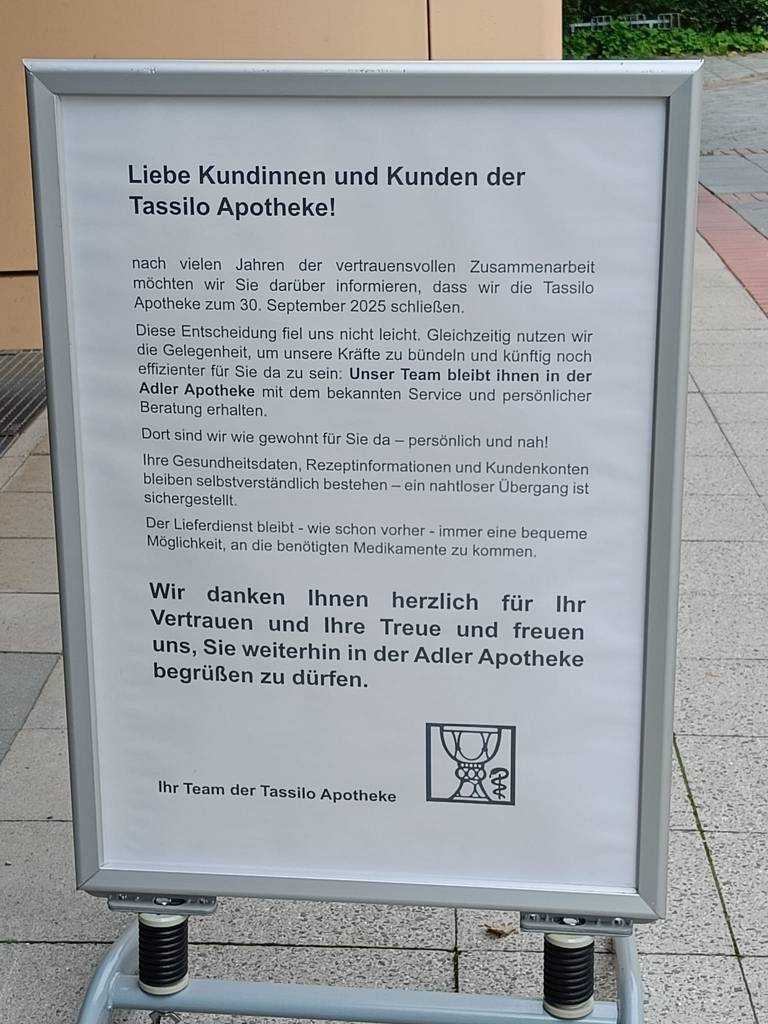 Liebe Kundinnen und Kunden der
Tassilo Apotheke!
nach vielen Jahren der vertrauensvollen Zusammenarbeit
möchten wir Sie darüber informieren, dass wir die Tassilo
Apotheke zum 30. September 2025 schließen.
Diese Entscheidung fiel uns nicht leicht. Gleichzeitig nutzen wir
die Gelegenheit, um unsere Kräfte zu bündeln und künftig noch
effizienter für Sie da zu sein: Unser Team bleibt ihnen in der
Adler Apotheke mit dem bekannten Service und persönlicher
Beratung erhalten.
Dort sind wir wie gewohnt für Sie da – persönlich und nah!
Ihre Gesundheitsdaten, Rezeptinformationen und Kundenkonten
bleiben selbstverständlich bestehen – ein nahtloser Übergang ist
sichergestellt.
Der Lieferdienst bleibt - wie schon vorher - immer eine bequeme
Möglichkeit, an die benötigten Medikamente zu kommen.
Wir danken Ihnen herzlich für Ihr
Vertrauen und Ihre Treue und freuen
uns, Sie weiterhin in der Adler Apotheke
begrüßen zu dürfen.
Ihr Team der Tassilo Apotheke